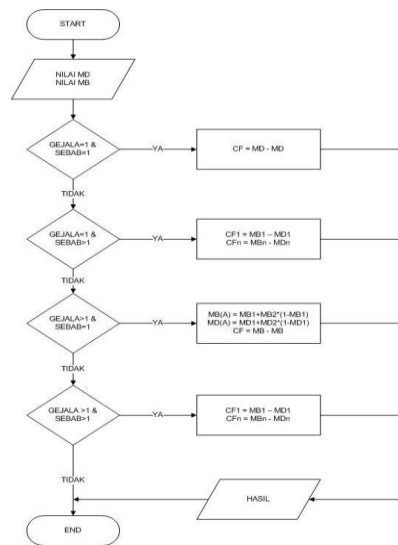 START
NILAI MD
NILAI MB
GEJALA=1 &
SEBAB=1
YA
CF = MD - MD
TIDAK
GEJALA=1 &
SEBAB>1
YA
CF1 = MB1 – MD1
CFn = MBn - MDn
TIDAK
GEJALA>1 &
SEBAB=1
YA
MB(A) = MB1+MB2*(1-MB1)
MD(A) = MD1+MD2*(1-MD1)
CF = MB - MB
TIDAK
GEJALA >1 &
SEBAB>1
YA
CF1 = MB1 – MD1
CFn = MBn - MDn
TIDAK
HASIL
END